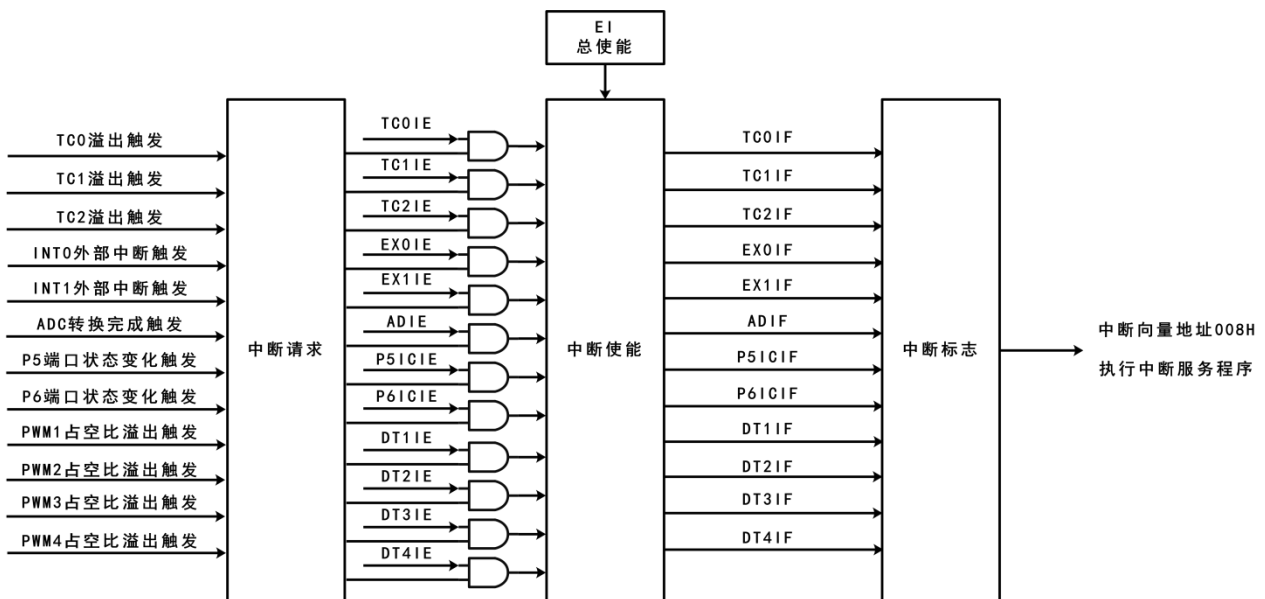 EI
总使能
TC0溢出触发
TC1溢出触发
TC2溢出触发
INT0外部中断触发
INT1外部中断触发
ADC转换完成触发
P5端口状态变化触发
P6端口状态变化触发
PWM1占空比溢出触发
PWM2占空比溢出触发
PWM3占空比溢出触发
PWM4占空比溢出触发
中断请求
TC0IE
TC1IE
TC2IE
EX0IE
EX1IE
ADIE
P5ICIE
P6ICIE
DT1IE
DT2IE
DT3IE
DT4IE
中断使能
TC0IF
TC1IF
TC2IF
EX0IF
EX1IF
ADIF
P5ICIF
P6ICIF
DT1IF
DT2IF
DT3IF
DT4IF
中断标志
中断向量地址008H
执行中断服务程序